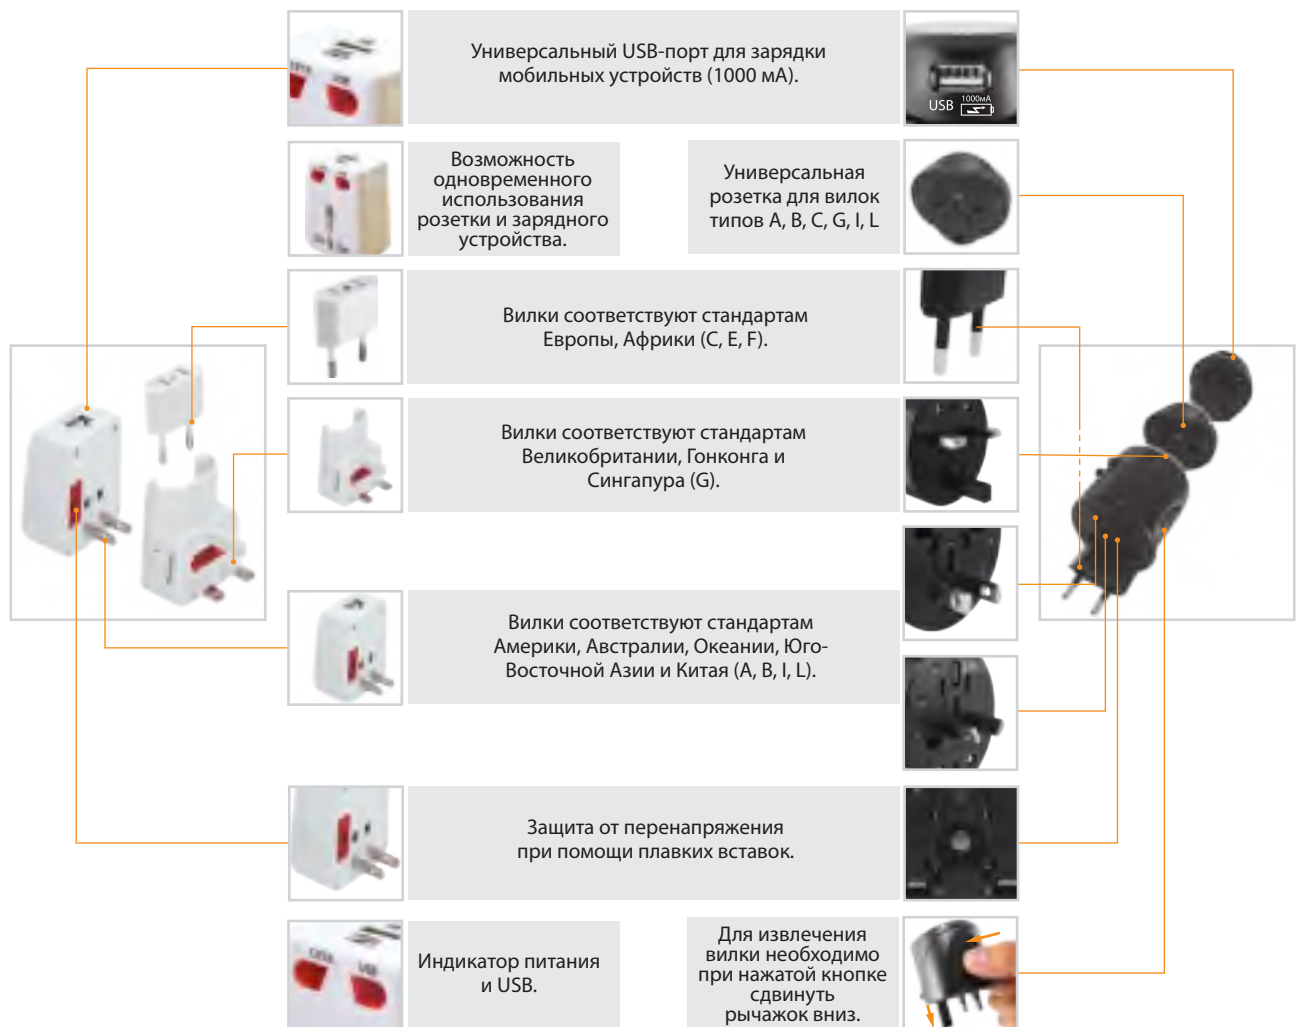 Универсальный USB-порт для зарядки
мобильных устройств (1000 мА).
USB
1000мА
Возможность
одновременного
использования
розетки и зарядного
устройства.
Универсальная
розетка для вилок
типов A, B, C, G, I, L
Вилки соответствуют стандартам
Европы, Африки (C, E, F).
Вилки соответствуют стандартам
Великобритании, Гонконга и
Сингапура (G).
Вилки соответствуют стандартам
Америки, Австралии, Океании, Юго-
Восточной Азии и Китая (A, B, I, L).
Защита от перенапряжения
при помощи плавких вставок.
Индикатор питания
и USB.
Для извлечения
вилки необходимо
при нажатой кнопке
сдвинуть
рычажок вниз.